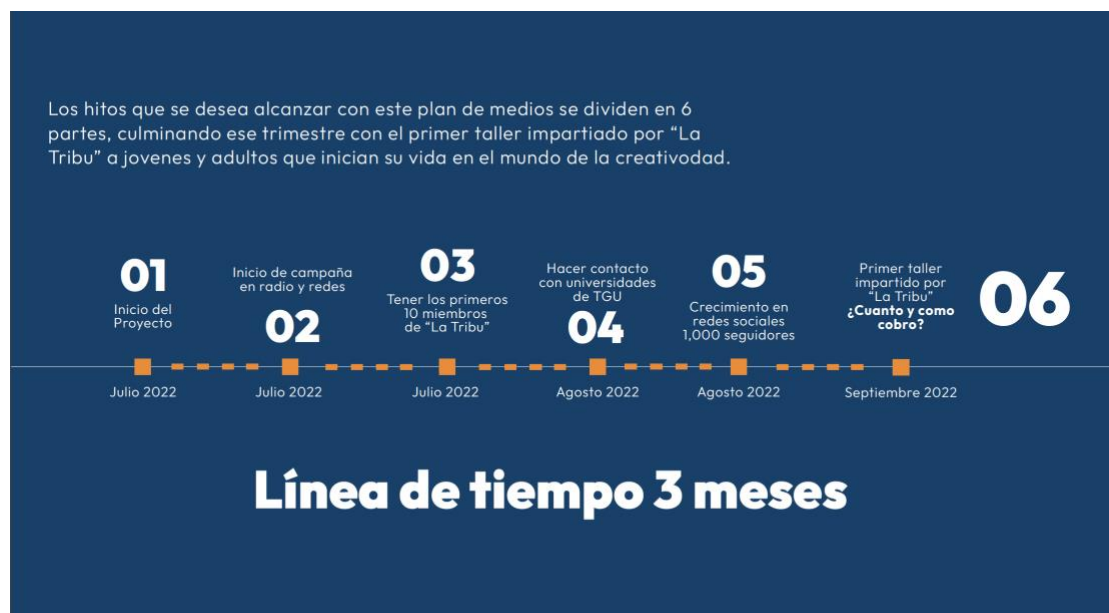 Los hitos que se desea alcanzar con este plan de medios se dividen en 6
partes, culminando ese trimestre con el primer taller impartiado por “La
Tribu” a jovenes y adultos que inician su vida en el mundo de la creativodad.
01
Inicio del
Proyecto
Julio 2022
Inicio de campaña
en radio y redes
02
Julio 2022
03
Tener los primeros
10 miembros
de “La Tribu”
Julio 2022
Hacer contacto
con universidades
de TGU
04
Agosto 2022
05
Crecimiento en
redes sociales
1,000 seguidores
Agosto 2022
Primer taller
impartido por
“La Tribu”
¿Cuanto y como
cobro?
06
Septiembre 2022
Línea de tiempo 3 meses